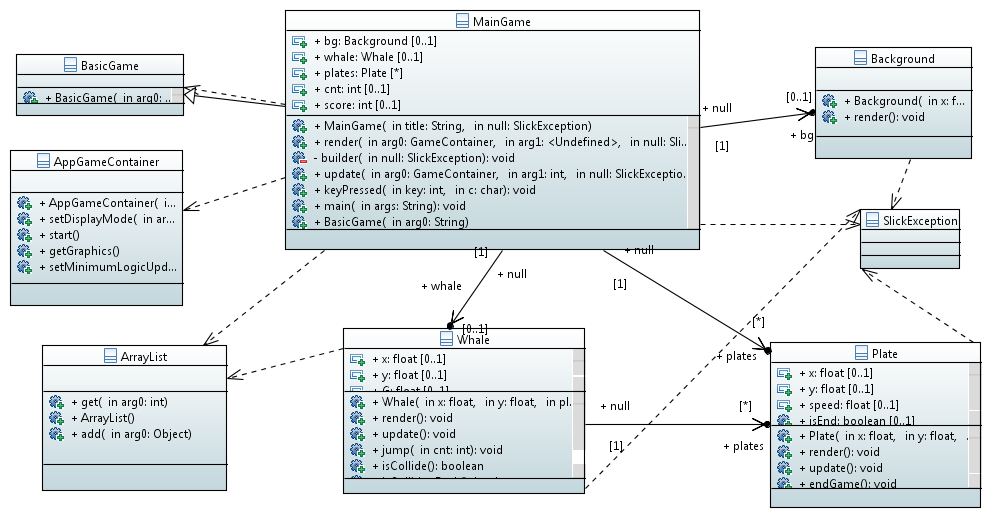 MainGame
+ bg: Background [0..1]
+ whale: Whale [0..1]
+ plates: Plate [*]
+ cnt: int [0..1]
+ score: int [0..1]
+ MainGame( in title: String, in null: SlickException)
+ render( in arg0: GameContainer, in arg1: <Undefined>, in null: Sli..
- builder( in null: SlickException): void
+ update( in arg0: GameContainer, in arg1: int, in null: SlickExceptio..
+ keyPressed( in key: int, in c: char): void
+ main( in args: String): void
+ BasicGame( in arg0: String)
BasicGame
+ BasicGame( in arg0: ..
AppGameContainer
+ AppGameContainer( i...
+ setDisplayMode( in ar...
+ start()
+ getGraphics()
+ setMinimumLogicUpd...
+ null
[0..1]
[1]
+ bg
Background
+ Background( in x: f...
+ render(): void
SlickException
[1]
+ null
+ whale
[0..1]
+ null
[1]
[*]
+ plates
ArrayList
+ get( in arg0: int)
+ ArrayList()
+ add( in arg0: Object)
Whale
+ x: float [0..1]
+ y: float [0..1]
+ Whale( in x: float, in y: float, in pl.
+ render(): void
+ update(): void
+ jump( in cnt: int): void
+ isCollide(): boolean
+ null
[*]
[1]
+ plates
Plate
+ x: float [0..1]
+ y: float [0..1]
+ speed: float [0..1]
+ isEnd: boolean [0..1]
+ Plate( in x: float, in y: float, .
+ render(): void
+ update(): void
+ endGame(): void